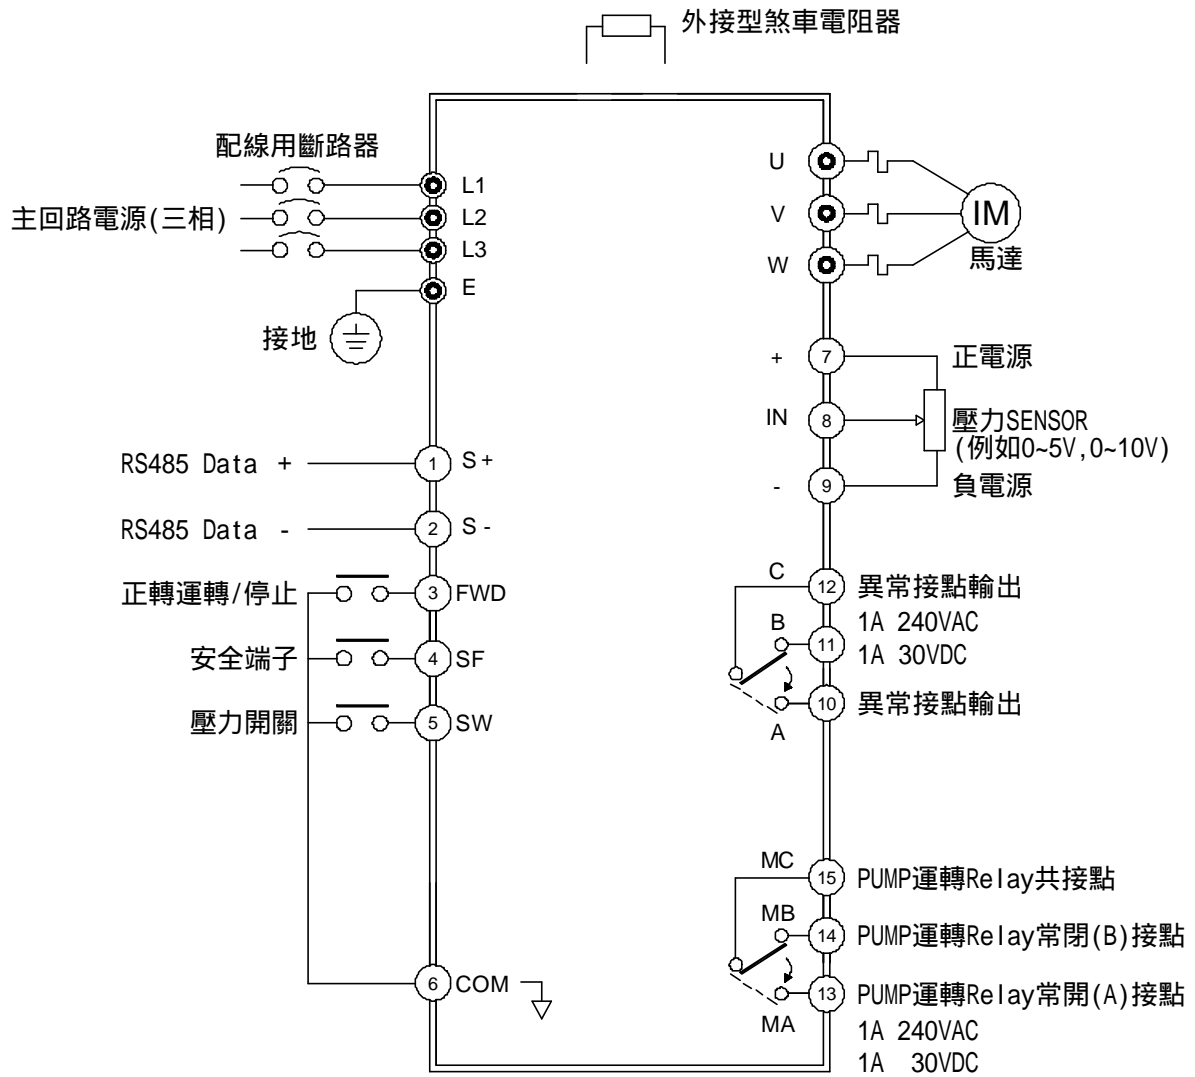 外接型煞車電阻器
配線用斷路器
主回路電源(三相)
L1
L2
L3
E
接地
RS485 Data + 1 S+
RS485 Data - 2 S-
正轉運轉/停止 3 FWD
安全端子 4 SF
壓力開關 5 SW
6 COM
U
V
W
IM
馬達
+ 7 正電源
IN 8 壓力SENSOR
(例如0~5V,0~10V)
- 9 負電源
C 12 異常接點輸出
1A 240VAC
B 11
1A 30VDC
10 異常接點輸出
A
MC 15 PUMP運轉Relay共接點
MB 14 PUMP運轉Relay常閉(B)接點
13 PUMP運轉Relay常開(A)接點
MA
1A 240VAC
1A 30VDC